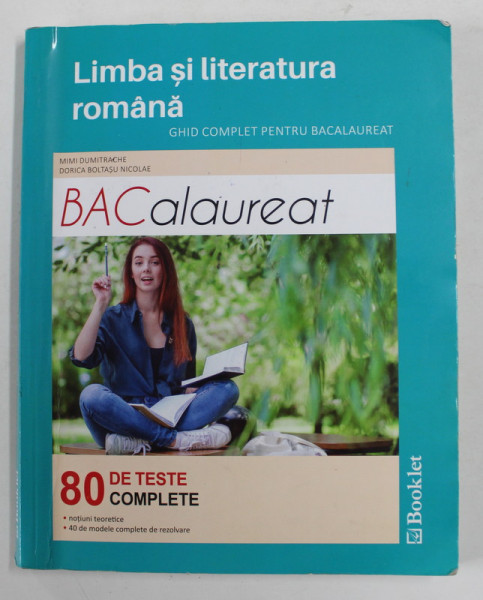 Limba și literatura
română
GHID COMPLET PENTRU BACALAUREAT
MIMI DUMITRACHE
DORICA BOLTAȘU NICOLAE
BACalaureat
80 DE TESTE
COMPLETE
• noțiuni teoretice
• 40 de modele complete de rezolvare
Booklet